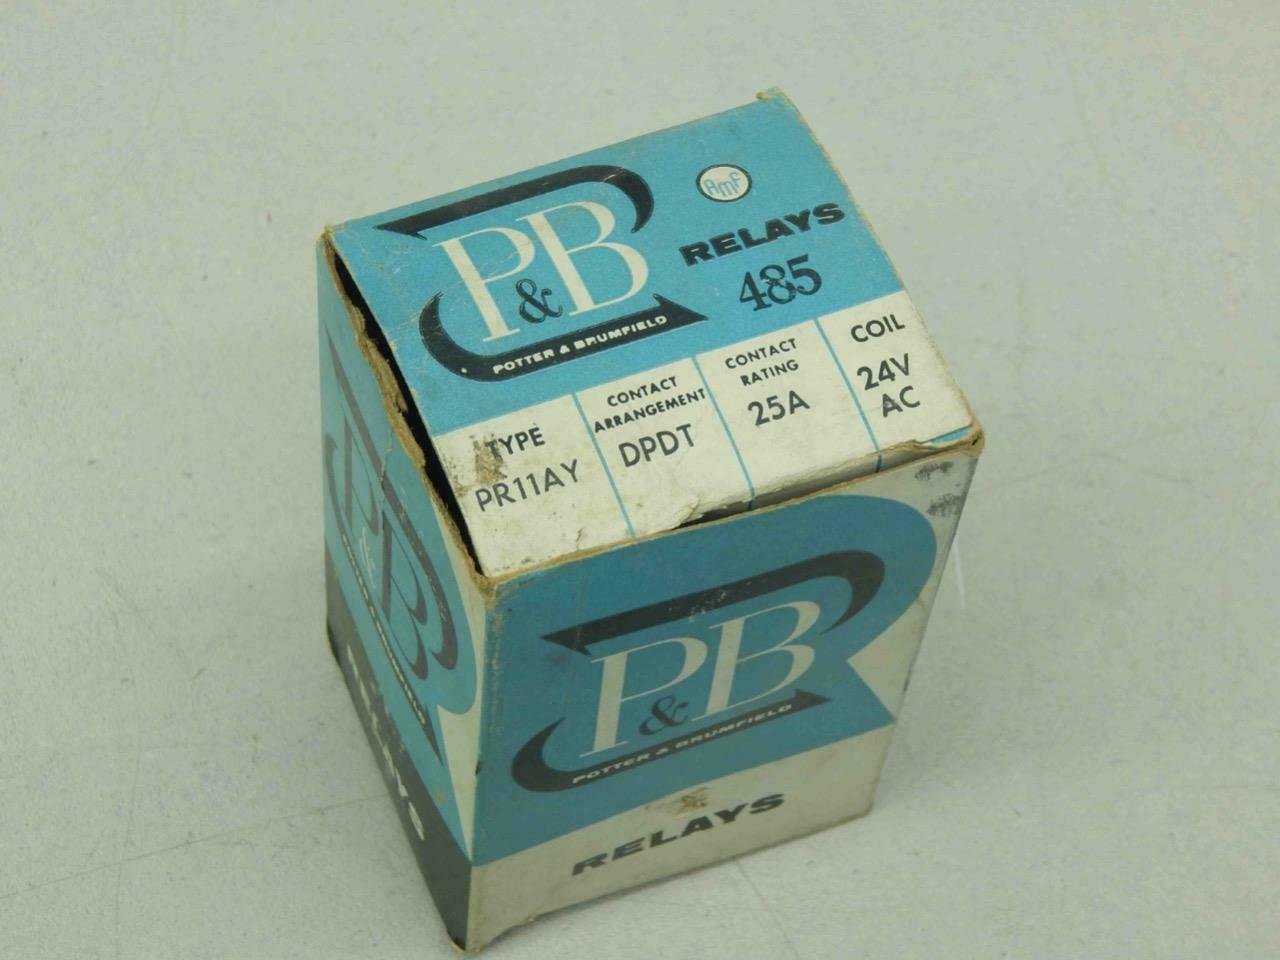 P&B
POTTER & BRUMFIELD
AMF
RELAYS
485
TYPE
PR11AY
CONTACT
ARRANGEMENT
DPDT
CONTACT
RATING
25A
COIL
24V
AC
P&B
POTTER & BRUMFIELD
RELAYS
P&B
RELAYS